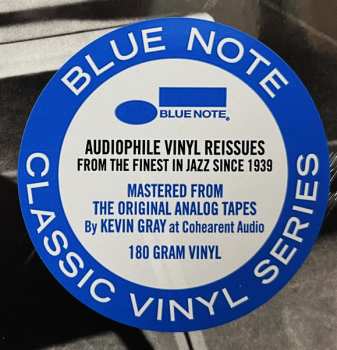 BLUE NOTE
BLUE NOTE®
AUDIOPHILE VINYL REISSUES
FROM THE FINEST IN JAZZ SINCE 1939
MASTERED FROM
THE ORIGINAL ANALOG TAPES
By KEVIN GRAY at Cohearent Audio
180 GRAM VINYL
CLASSIC VINYL SERIES